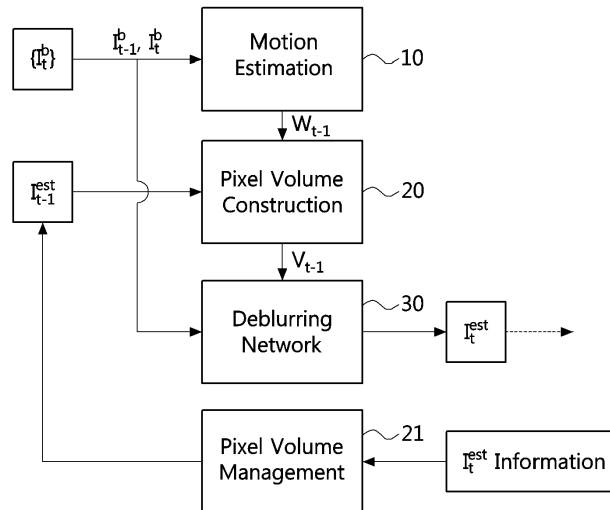 {I_t^b}
I_{t-1}^b, I_t^b
Motion
Estimation
10
W_{t-1}
I_{t-1}^{est}
Pixel Volume
Construction
20
V_{t-1}
Deblurring
Network
30
I_t^{est}
Pixel Volume
Management
21
I_t^{est} Information